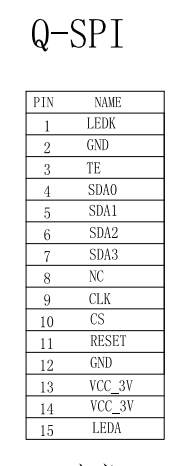 Q-SPI
PIN NAME
1 LEDK
2 GND
3 TE
4 SDA0
5 SDA1
6 SDA2
7 SDA3
8 NC
9 CLK
10 CS
11 RESET
12 GND
13 VCC_3V
14 VCC_3V
15 LEDA